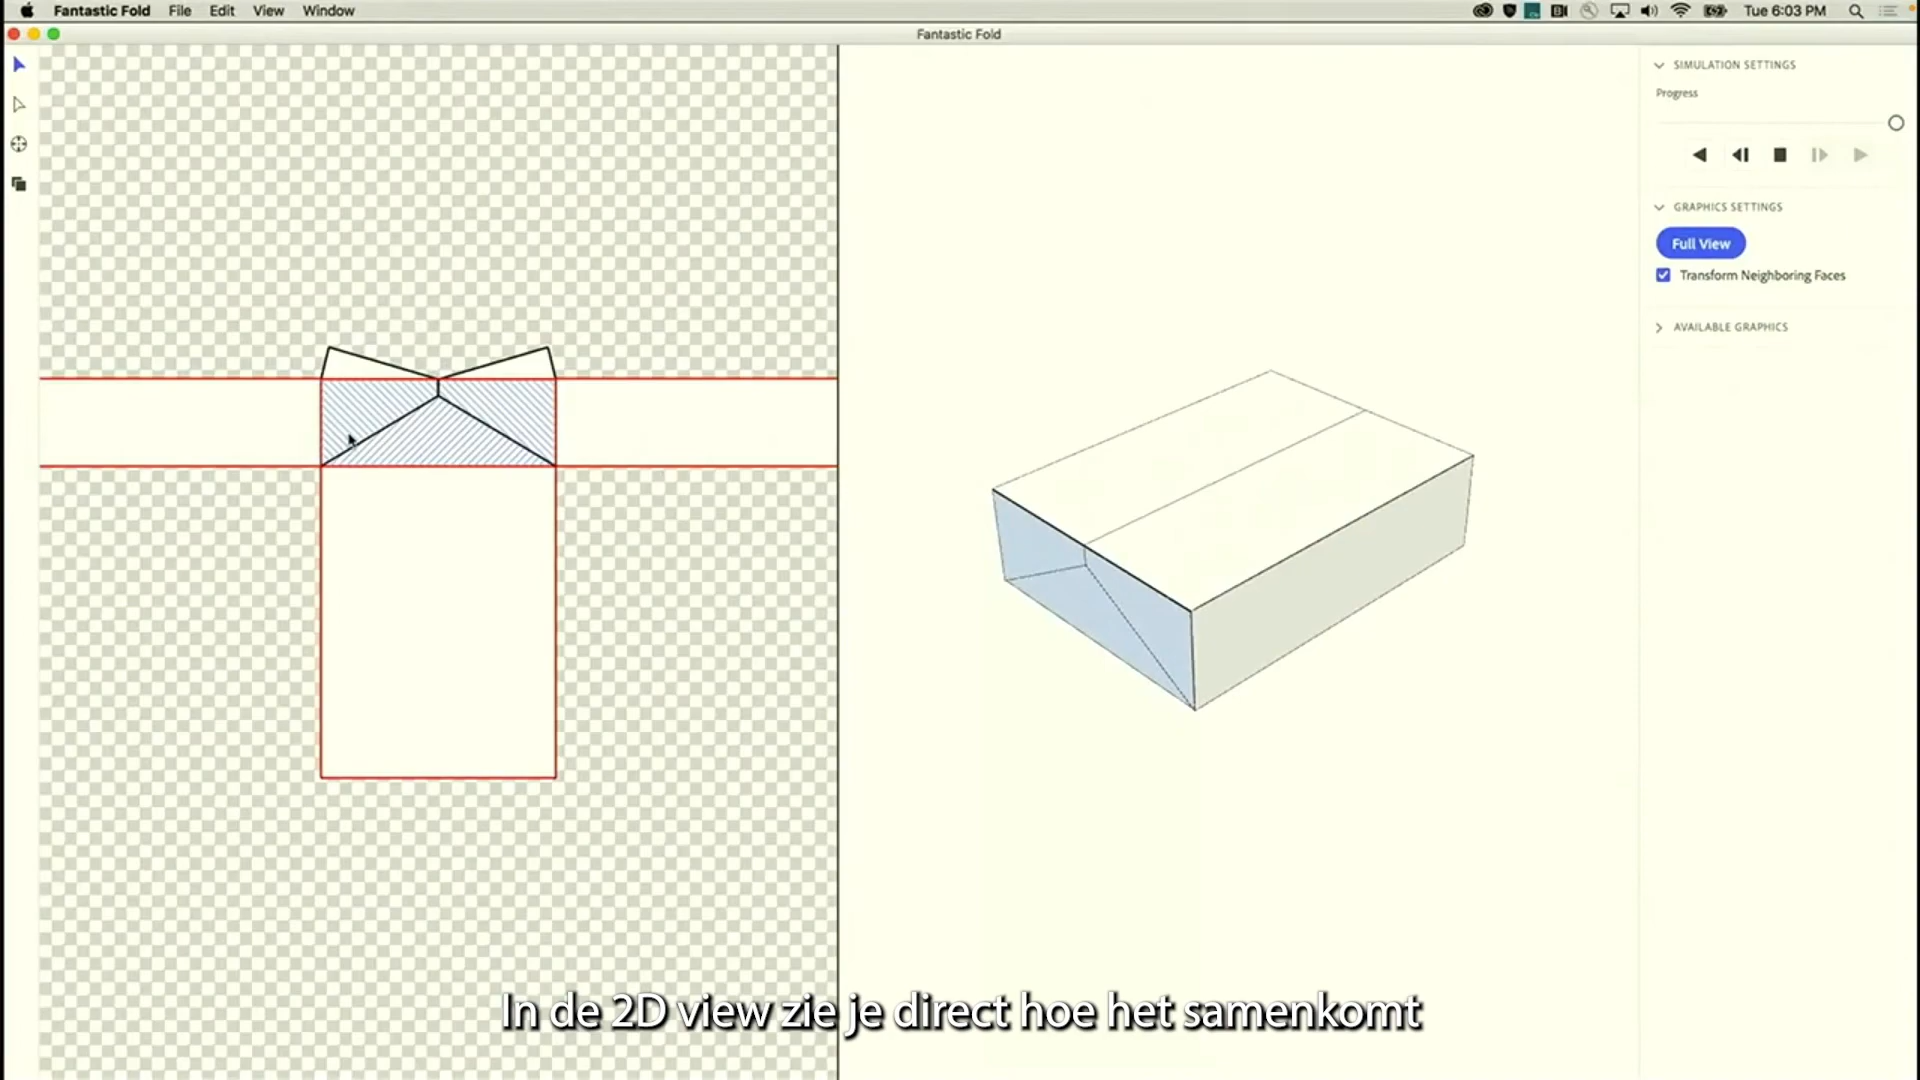 Fantastic Fold File Edit View Window Tue 6:03 PM
Fantastic Fold
SIMULATION SETTINGS
Progress
GRAPHICS SETTINGS
Full View
Transform Neighboring Faces
AVAILABLE GRAPHICS
In de 2D view zie je direct hoe het samenkomt